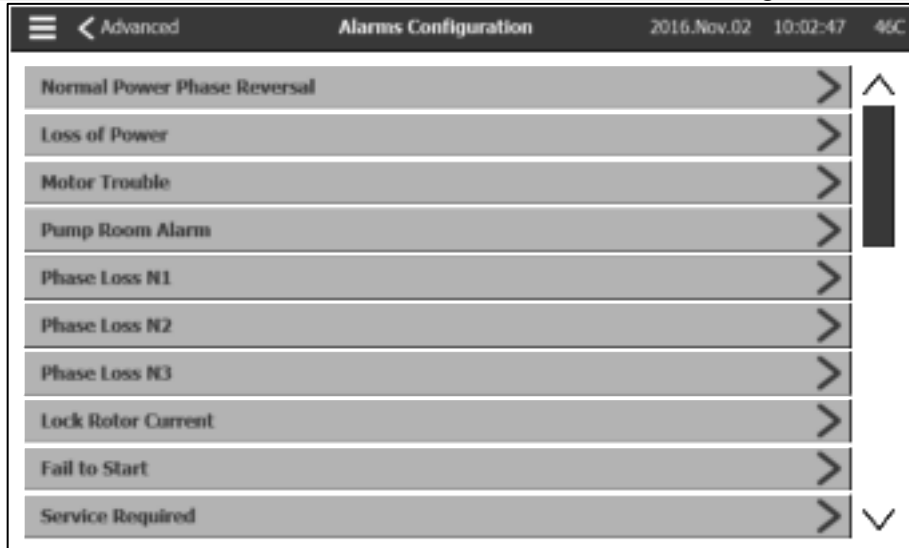 Advanced Alarms Configuration 2016.Nov.02 10:02:47 46C
Normal Power Phase Reversal
Loss of Power
Motor Trouble
Pump Room Alarm
Phase Loss N1
Phase Loss N2
Phase Loss N3
Lock Rotor Current
Fail to Start
Service Required